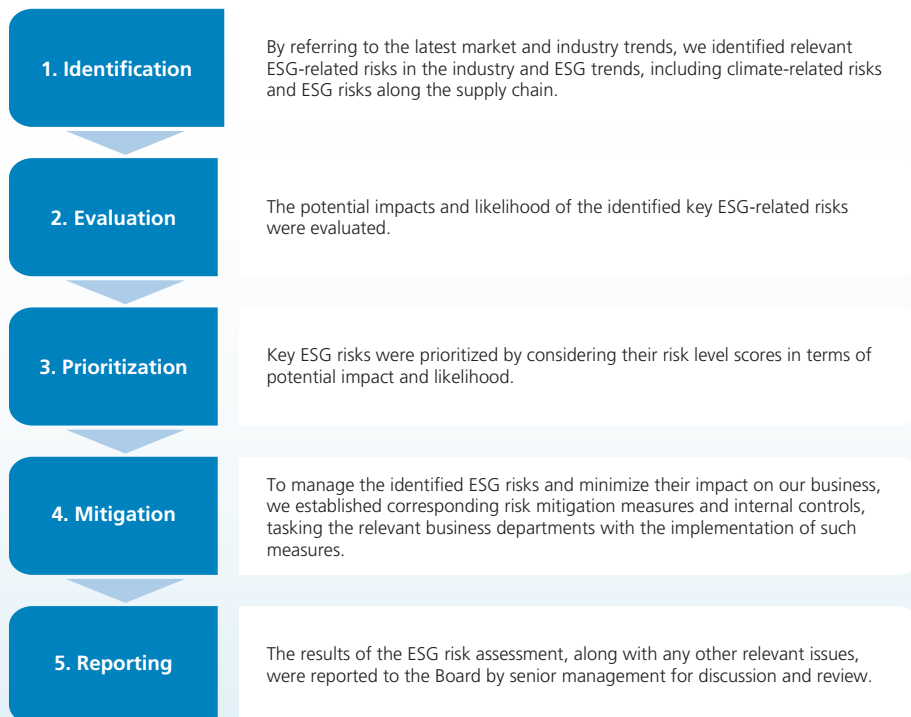 1. Identification
By referring to the latest market and industry trends, we identified relevant
ESG-related risks in the industry and ESG trends, including climate-related risks
and ESG risks along the supply chain.
2. Evaluation
The potential impacts and likelihood of the identified key ESG-related risks
were evaluated.
3. Prioritization
Key ESG risks were prioritized by considering their risk level scores in terms of
potential impact and likelihood.
4. Mitigation
To manage the identified ESG risks and minimize their impact on our business,
we established corresponding risk mitigation measures and internal controls,
tasking the relevant business departments with the implementation of such
measures.
5. Reporting
The results of the ESG risk assessment, along with any other relevant issues,
were reported to the Board by senior management for discussion and review.